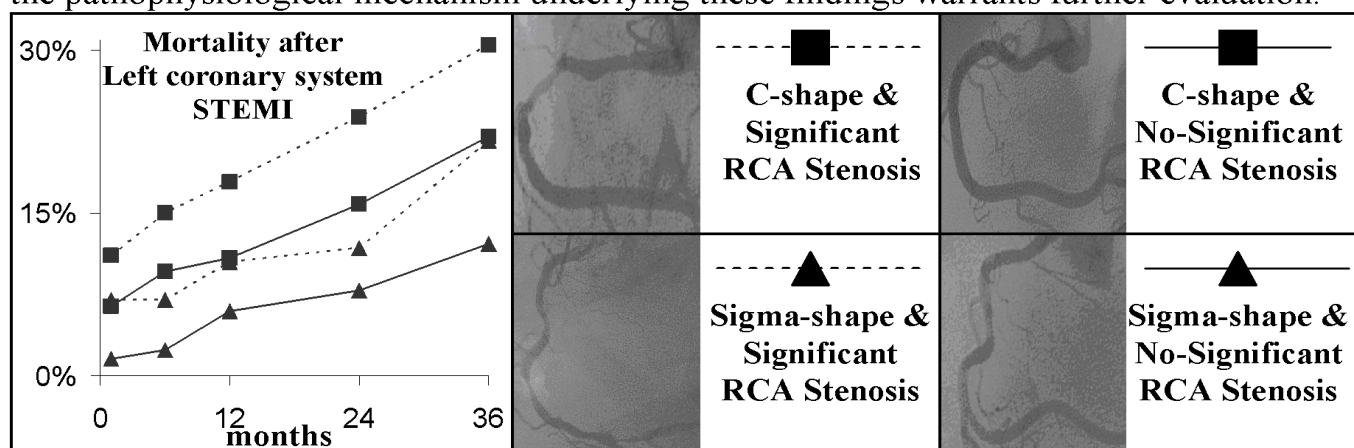 the pathophysiological mechanism underlying these findings warrants further evaluation.
30%
Mortality after
Left coronary system
STEMI
15%
0%
0
12
24
36
months
C-shape &
Significant
RCA Stenosis
C-shape &
No-Significant
RCA Stenosis
Sigma-shape &
Significant
RCA Stenosis
Sigma-shape &
No-Significant
RCA Stenosis